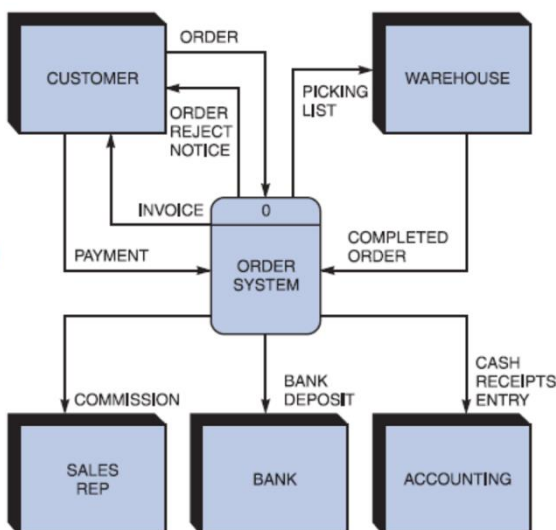 CUSTOMER
ORDER
WAREHOUSE
PICKING
LIST
ORDER
REJECT
NOTICE
INVOICE
0
PAYMENT
ORDER
SYSTEM
COMPLETED
ORDER
COMMISSION
BANK
DEPOSIT
CASH
RECEIPTS
ENTRY
SALES
REP
BANK
ACCOUNTING